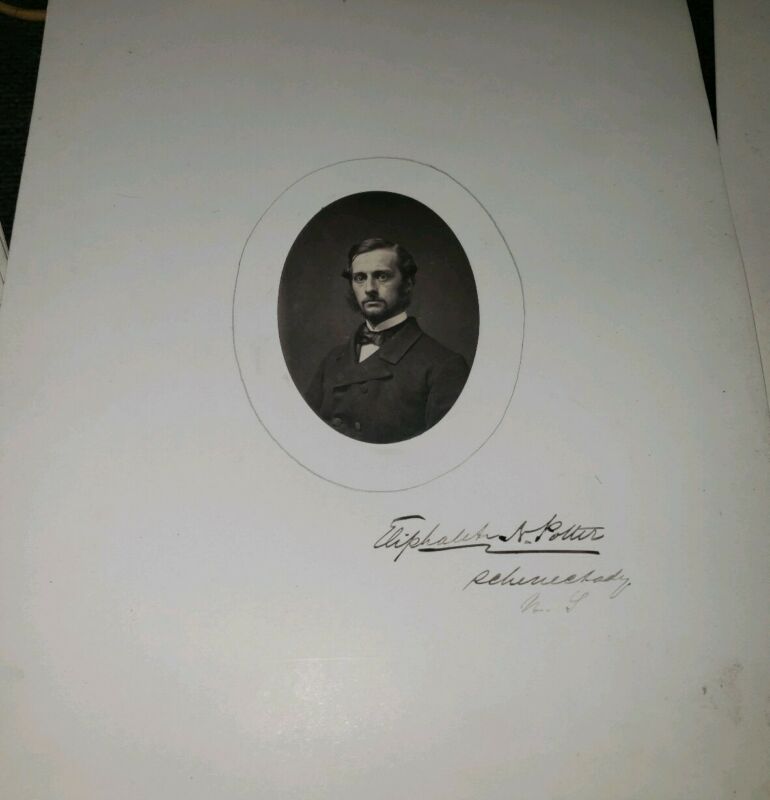 Eliphalet N. Potter
Schenectady,
N. Y